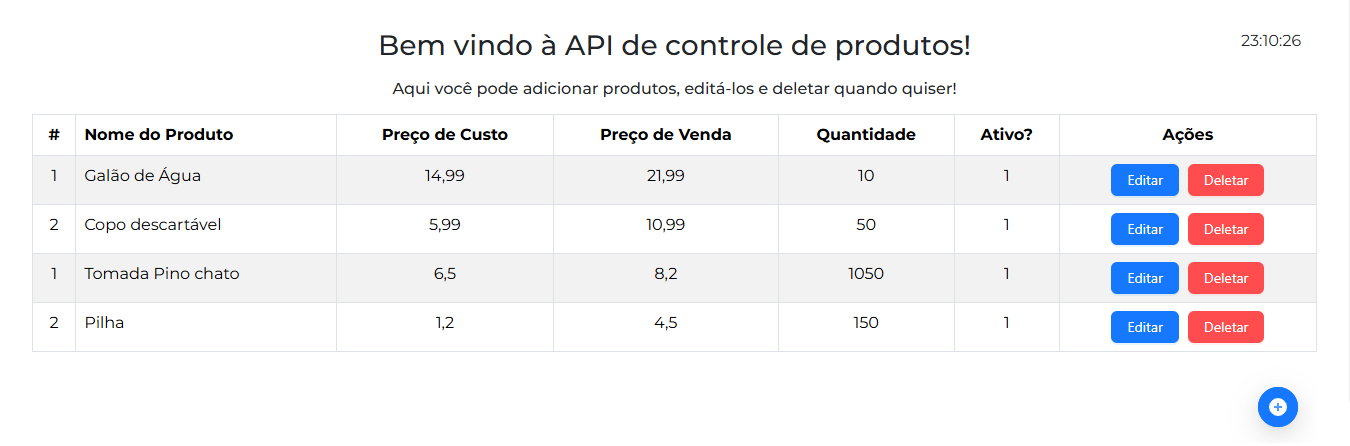 Bem vindo à API de controle de produtos!
23:10:26
Aqui você pode adicionar produtos, editá-los e deletar quando quiser!
# Nome do Produto Preço de Custo Preço de Venda Quantidade Ativo? Ações
1 Galão de Água 14,99 21,99 10 1 Editar Deletar
2 Copo descartável 5,99 10,99 50 1 Editar Deletar
1 Tomada Pino chato 6,5 8,2 1050 1 Editar Deletar
2 Pilha 1,2 4,5 150 1 Editar Deletar